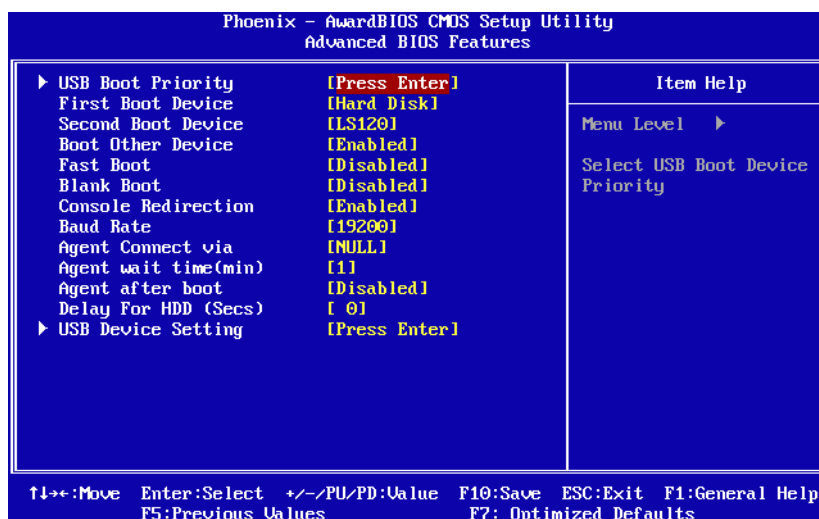 Phoenix - AwardBIOS CMOS Setup Utility
Advanced BIOS Features
USB Boot Priority [Press Enter]
First Boot Device [Hard Disk]
Second Boot Device [LS120]
Boot Other Device [Enabled]
Fast Boot [Disabled]
Blank Boot [Disabled]
Console Redirection [Enabled]
Baud Rate [19200]
Agent Connect via [NULL]
Agent wait time(min) [1]
Agent after boot [Disabled]
Delay For HDD (Secs) [ 0]
USB Device Setting [Press Enter]
Item Help
Menu Level
Select USB Boot Device
Priority
↑↓→←:Move Enter:Select +/-/PU/PD:Value F10:Save ESC:Exit F1:General Help
F5:Previous Values F7: Optimized Defaults